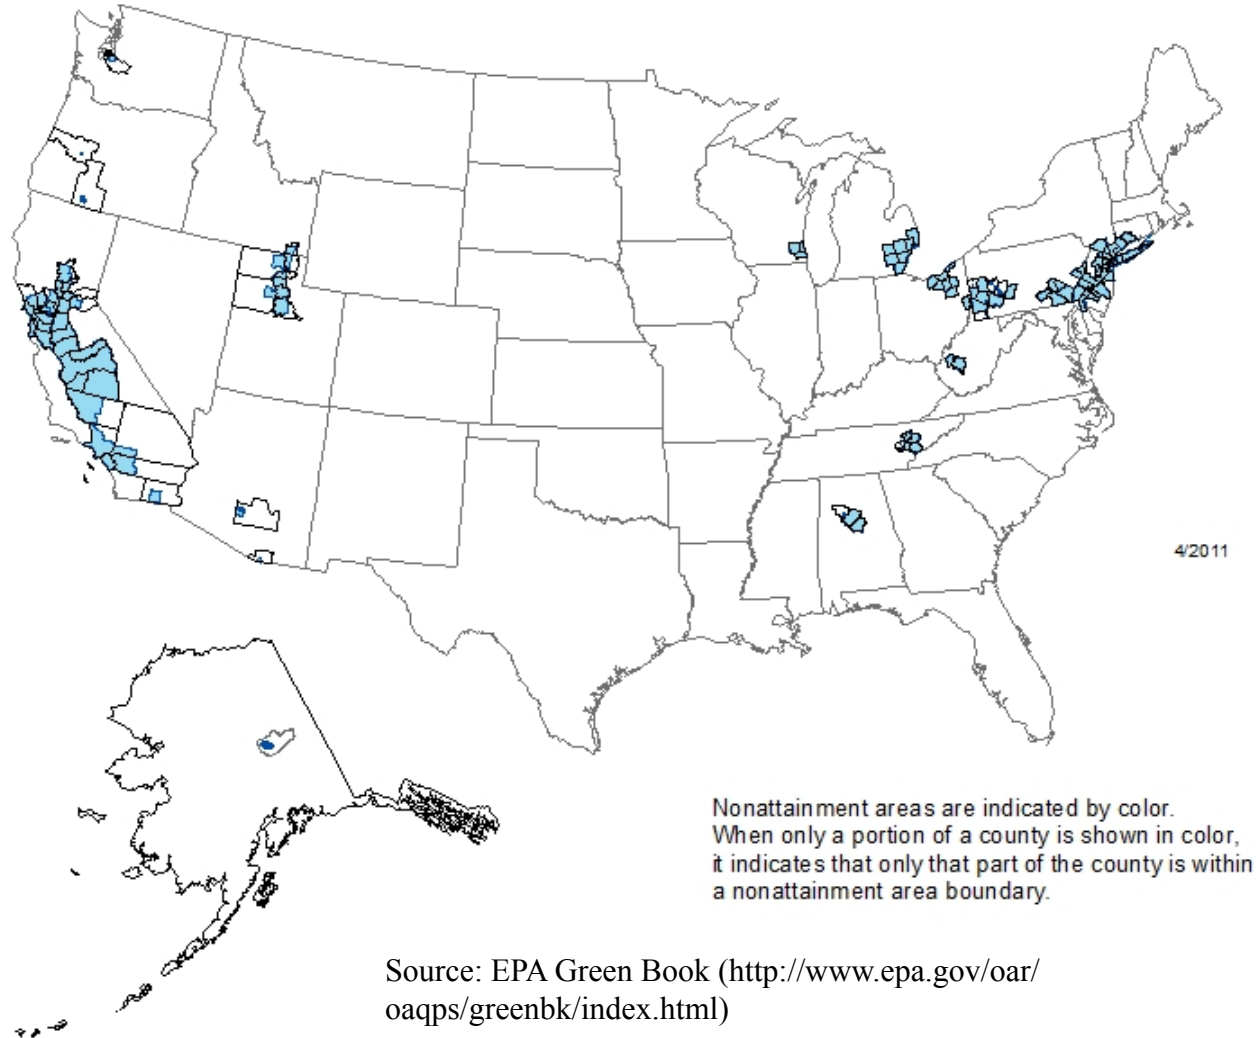 4/2011
Nonattainment areas are indicated by color.
When only a portion of a county is shown in color,
it indicates that only that part of the county is within
a nonattainment area boundary.
Source: EPA Green Book (http://www.epa.gov/oar/
oaqps/greenbk/index.html)